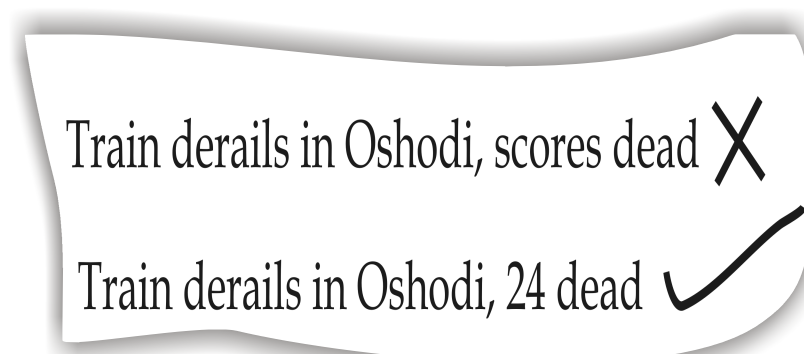 Train derails in Oshodi, scores dead
Train derails in Oshodi, 24 dead